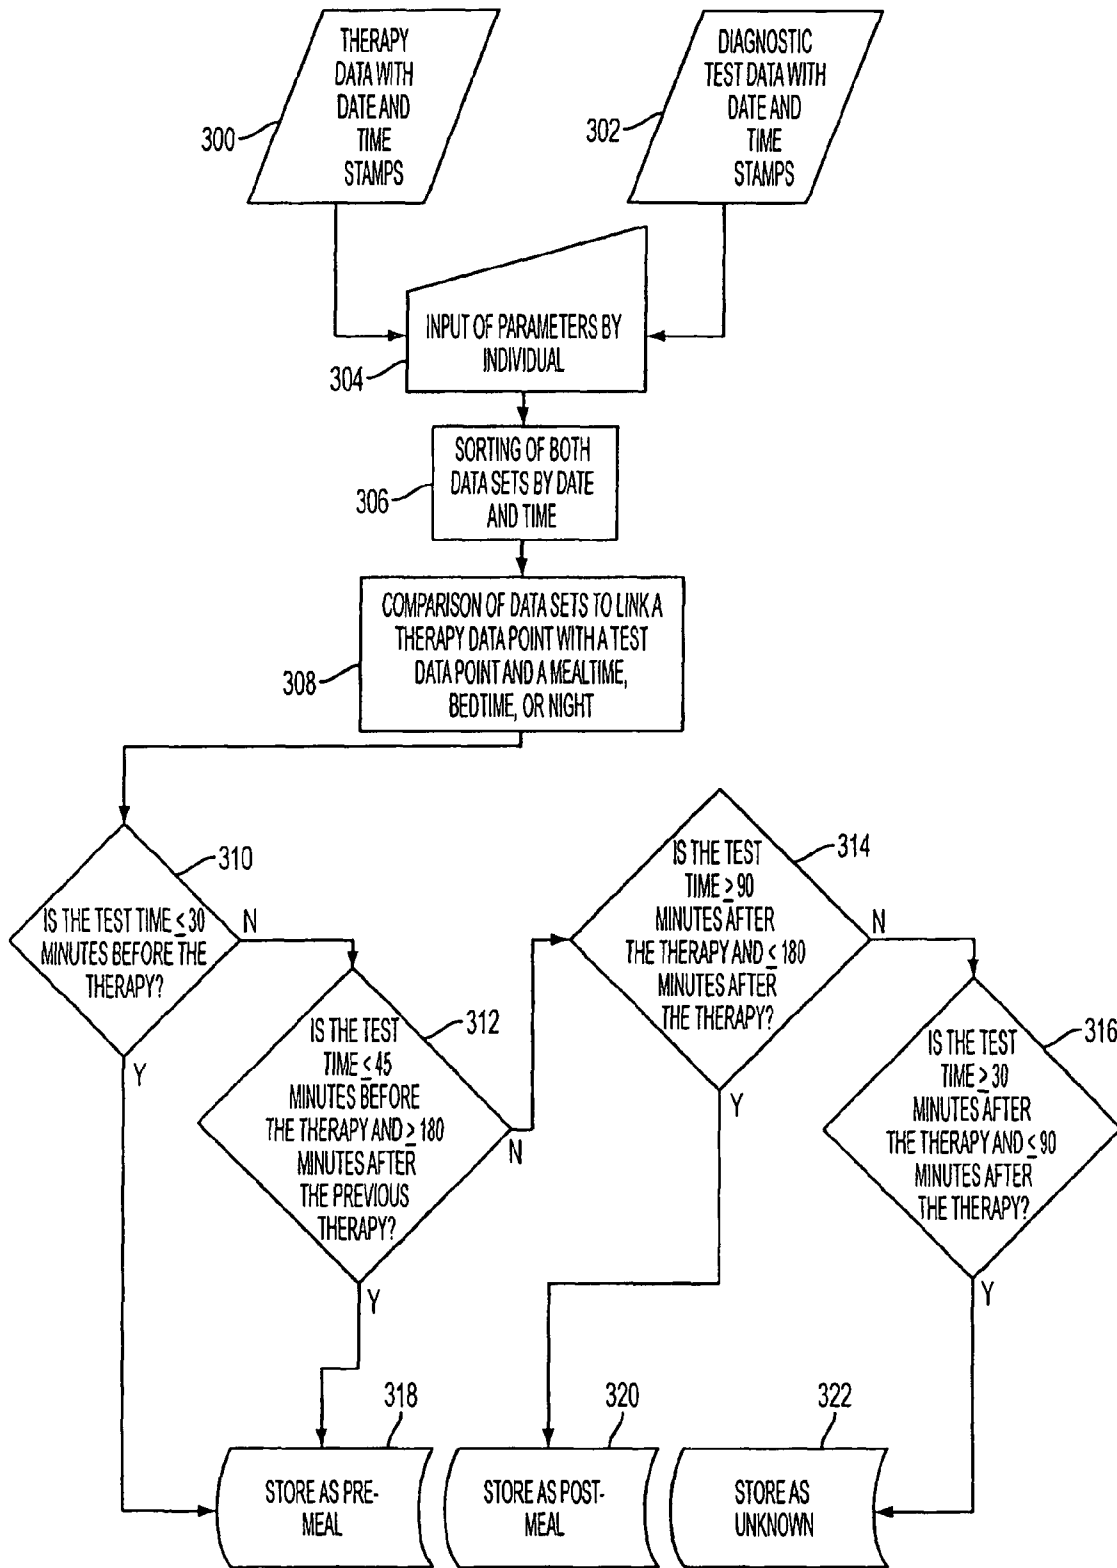 THERAPY
DATA WITH
DATE AND
TIME
STAMPS
300
DIAGNOSTIC
TEST DATA WITH
DATE AND
TIME
STAMPS
302
INPUT OF PARAMETERS BY
INDIVIDUAL
304
SORTING OF BOTH
DATA SETS BY DATE
AND TIME
306
COMPARISON OF DATA SETS TO LINK A
THERAPY DATA POINT WITH A TEST
DATA POINT AND A MEALTIME,
BEDTIME, OR NIGHT
308
310
IS THE TEST TIME ≤ 30
MINUTES BEFORE THE
THERAPY?
N
Y
312
IS THE TEST
TIME ≤ 45
MINUTES BEFORE
THE THERAPY AND ≥ 180
MINUTES AFTER
THE PREVIOUS
THERAPY?
N
Y
314
IS THE TEST
TIME ≥ 90
MINUTES AFTER
THE THERAPY AND ≤ 180
MINUTES AFTER
THE THERAPY?
N
Y
316
IS THE TEST
TIME ≥ 30
MINUTES AFTER
THE THERAPY AND ≤ 90
MINUTES AFTER
THE THERAPY?
Y
318
STORE AS PRE-
MEAL
320
STORE AS POST-
MEAL
322
STORE AS
UNKNOWN